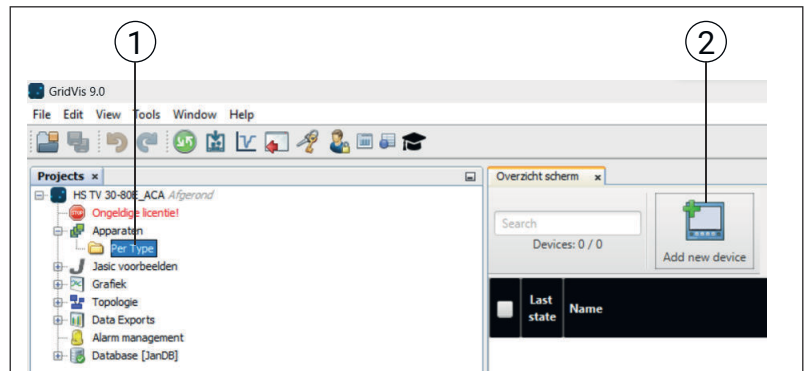 1
2
GridVis 9.0
File Edit View Tools Window Help
Projects x
HS TV 30-80E_ACA Afgerond
Ongeldige licentie!
Apparaten
Per Type
Jasic voorbeelden
Grafiek
Topologie
Data Exports
Alarm management
Database [JanDB]
Overzicht scherm x
Search
Devices: 0 / 0
Add new device
Last state
Name